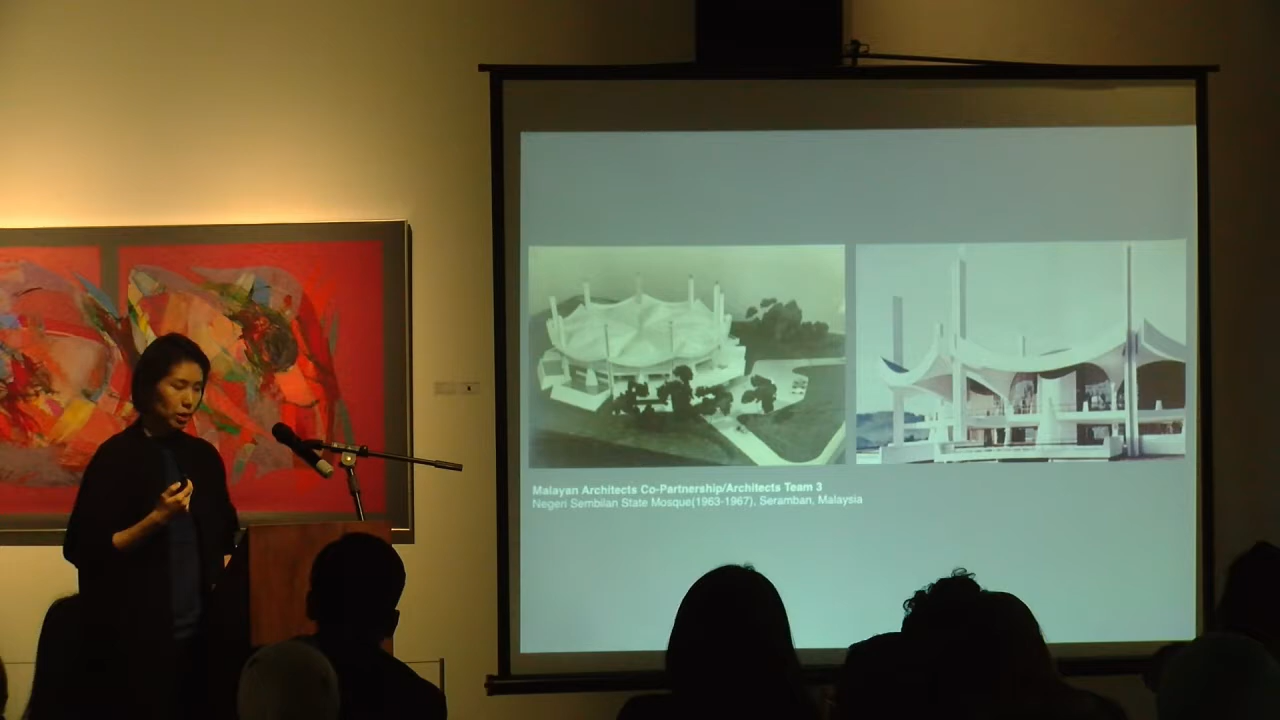 Malayan Architects Co-Partnership/Architects Team 3
Negeri Sembilan State Mosque(1963-1967), Seramban, Malaysia